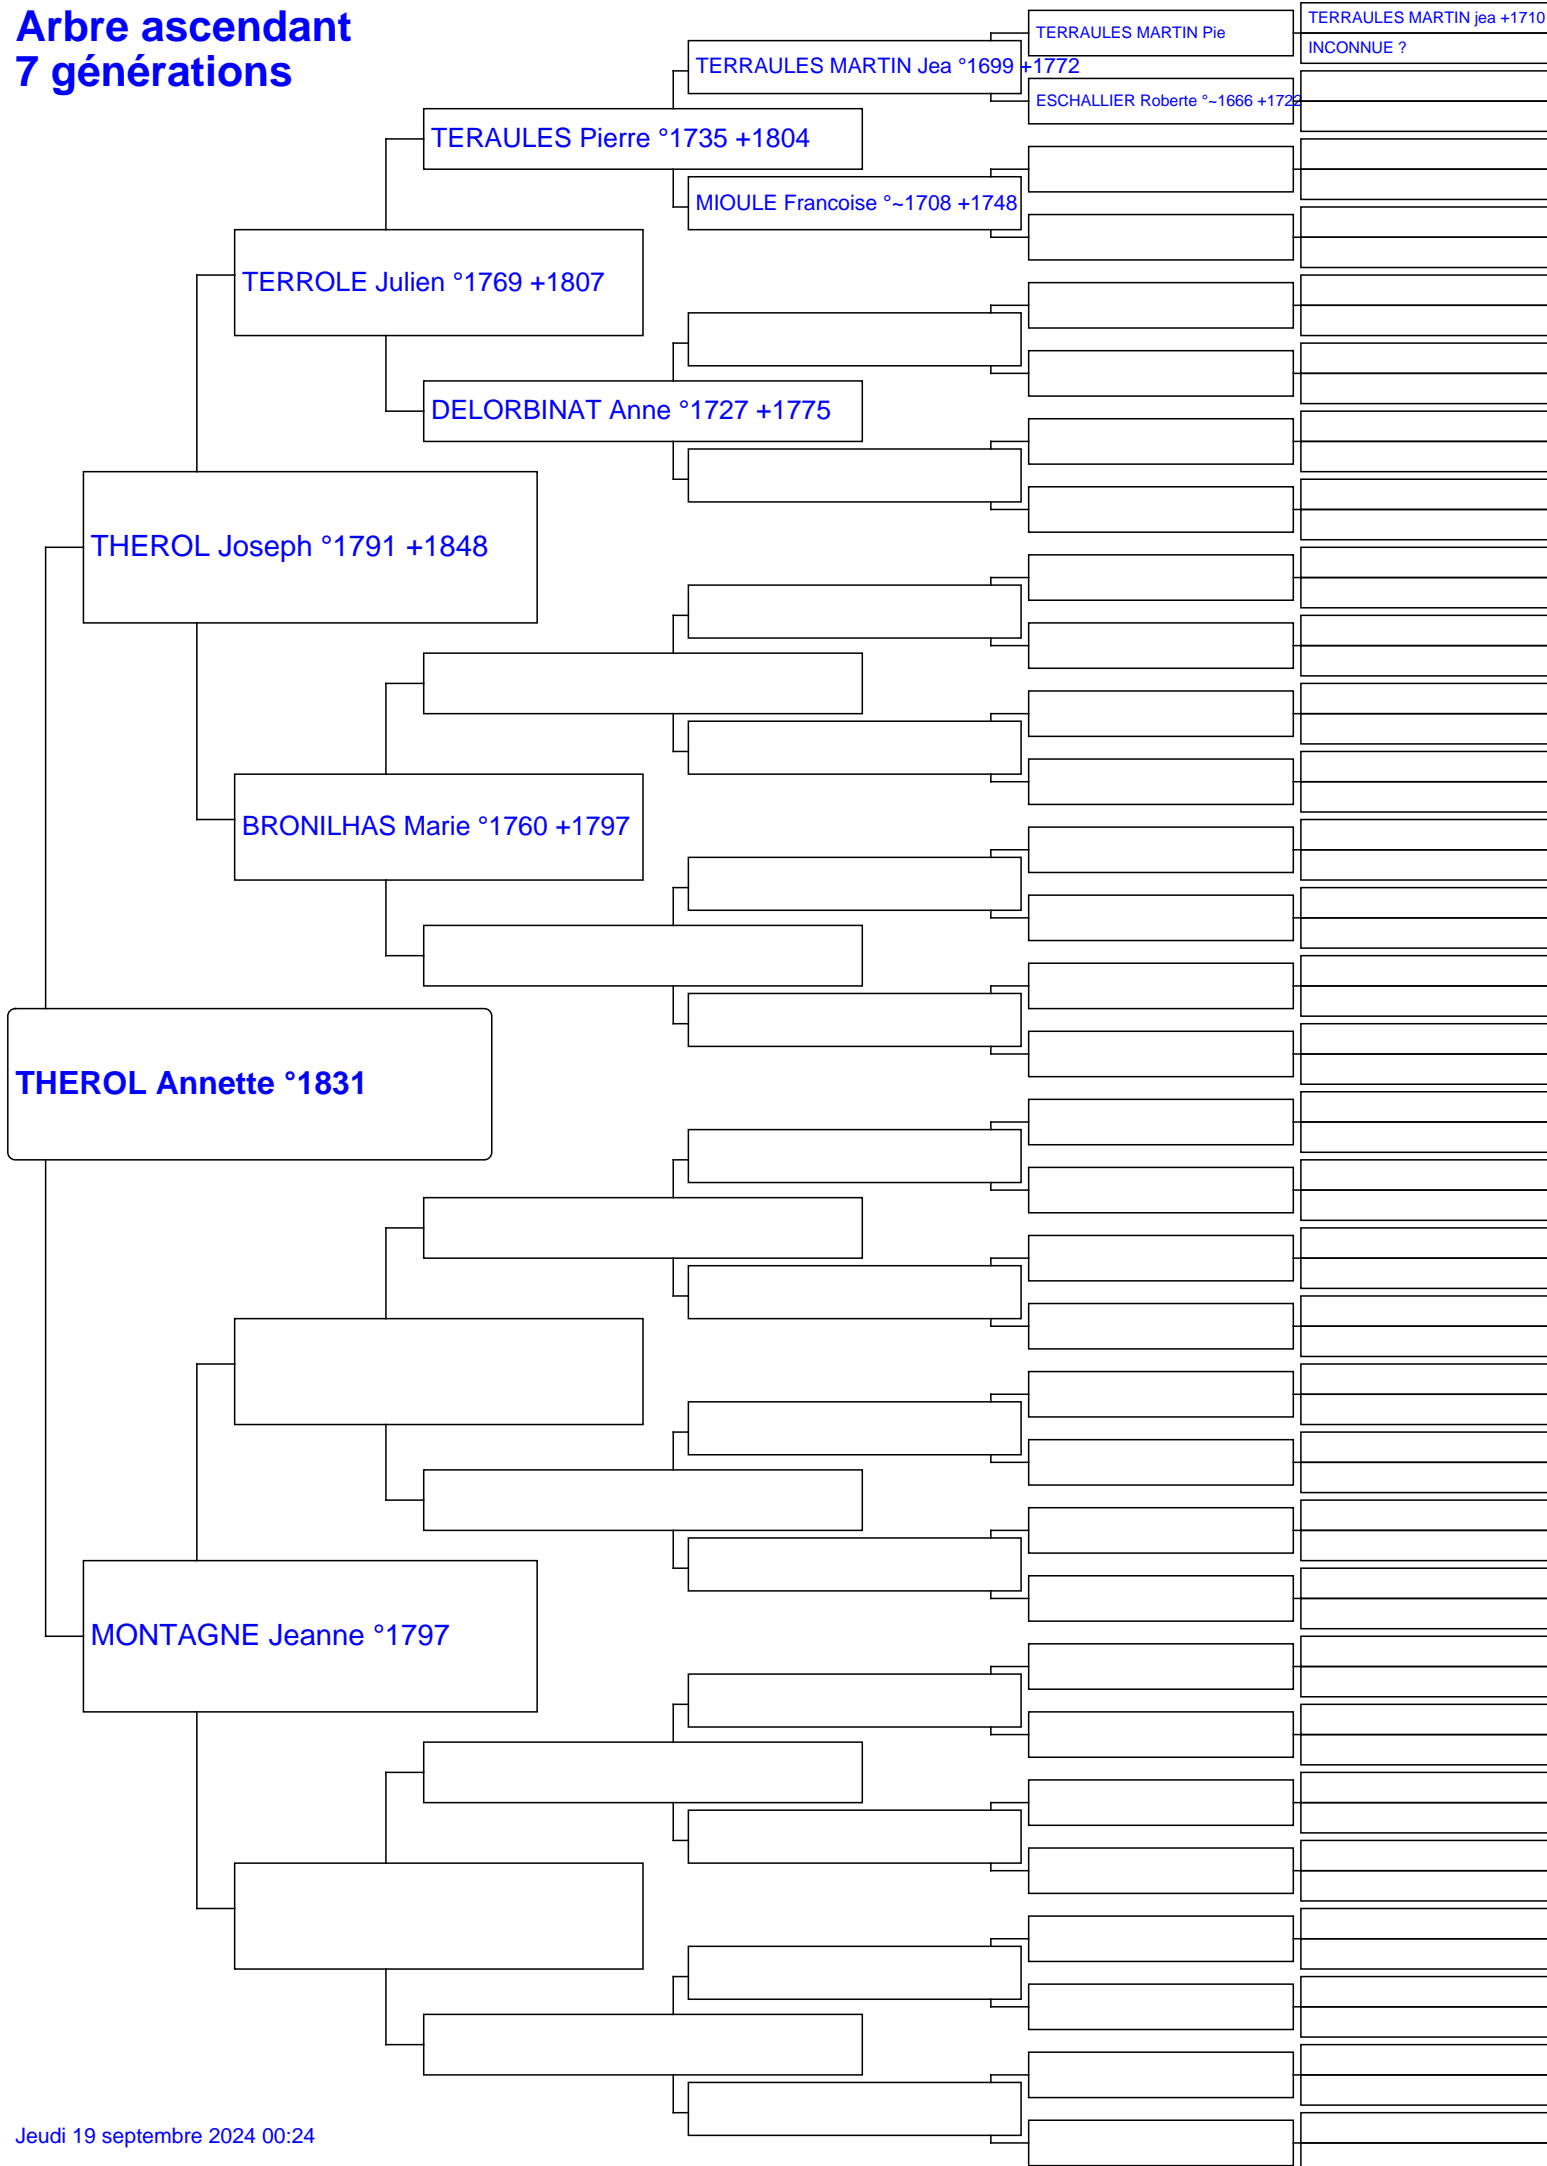 Arbre ascendant
7 générations
TERRAULES MARTIN jea +1710
INCONNUE ?
TERRAULES MARTIN Pie
ESCHALLIER Roberte °~1666 +1722
TERRAULES MARTIN Jea °1699 +1772
MIOULE Francoise °~1708 +1748
TERAULES Pierre °1735 +1804
DELORBINAT Anne °1727 +1775
TERROLE Julien °1769 +1807
BRONILHAS Marie °1760 +1797
THEROL Joseph °1791 +1848
MONTAGNE Jeanne °1797
THEROL Annette °1831
Jeudi 19 septembre 2024 00:24